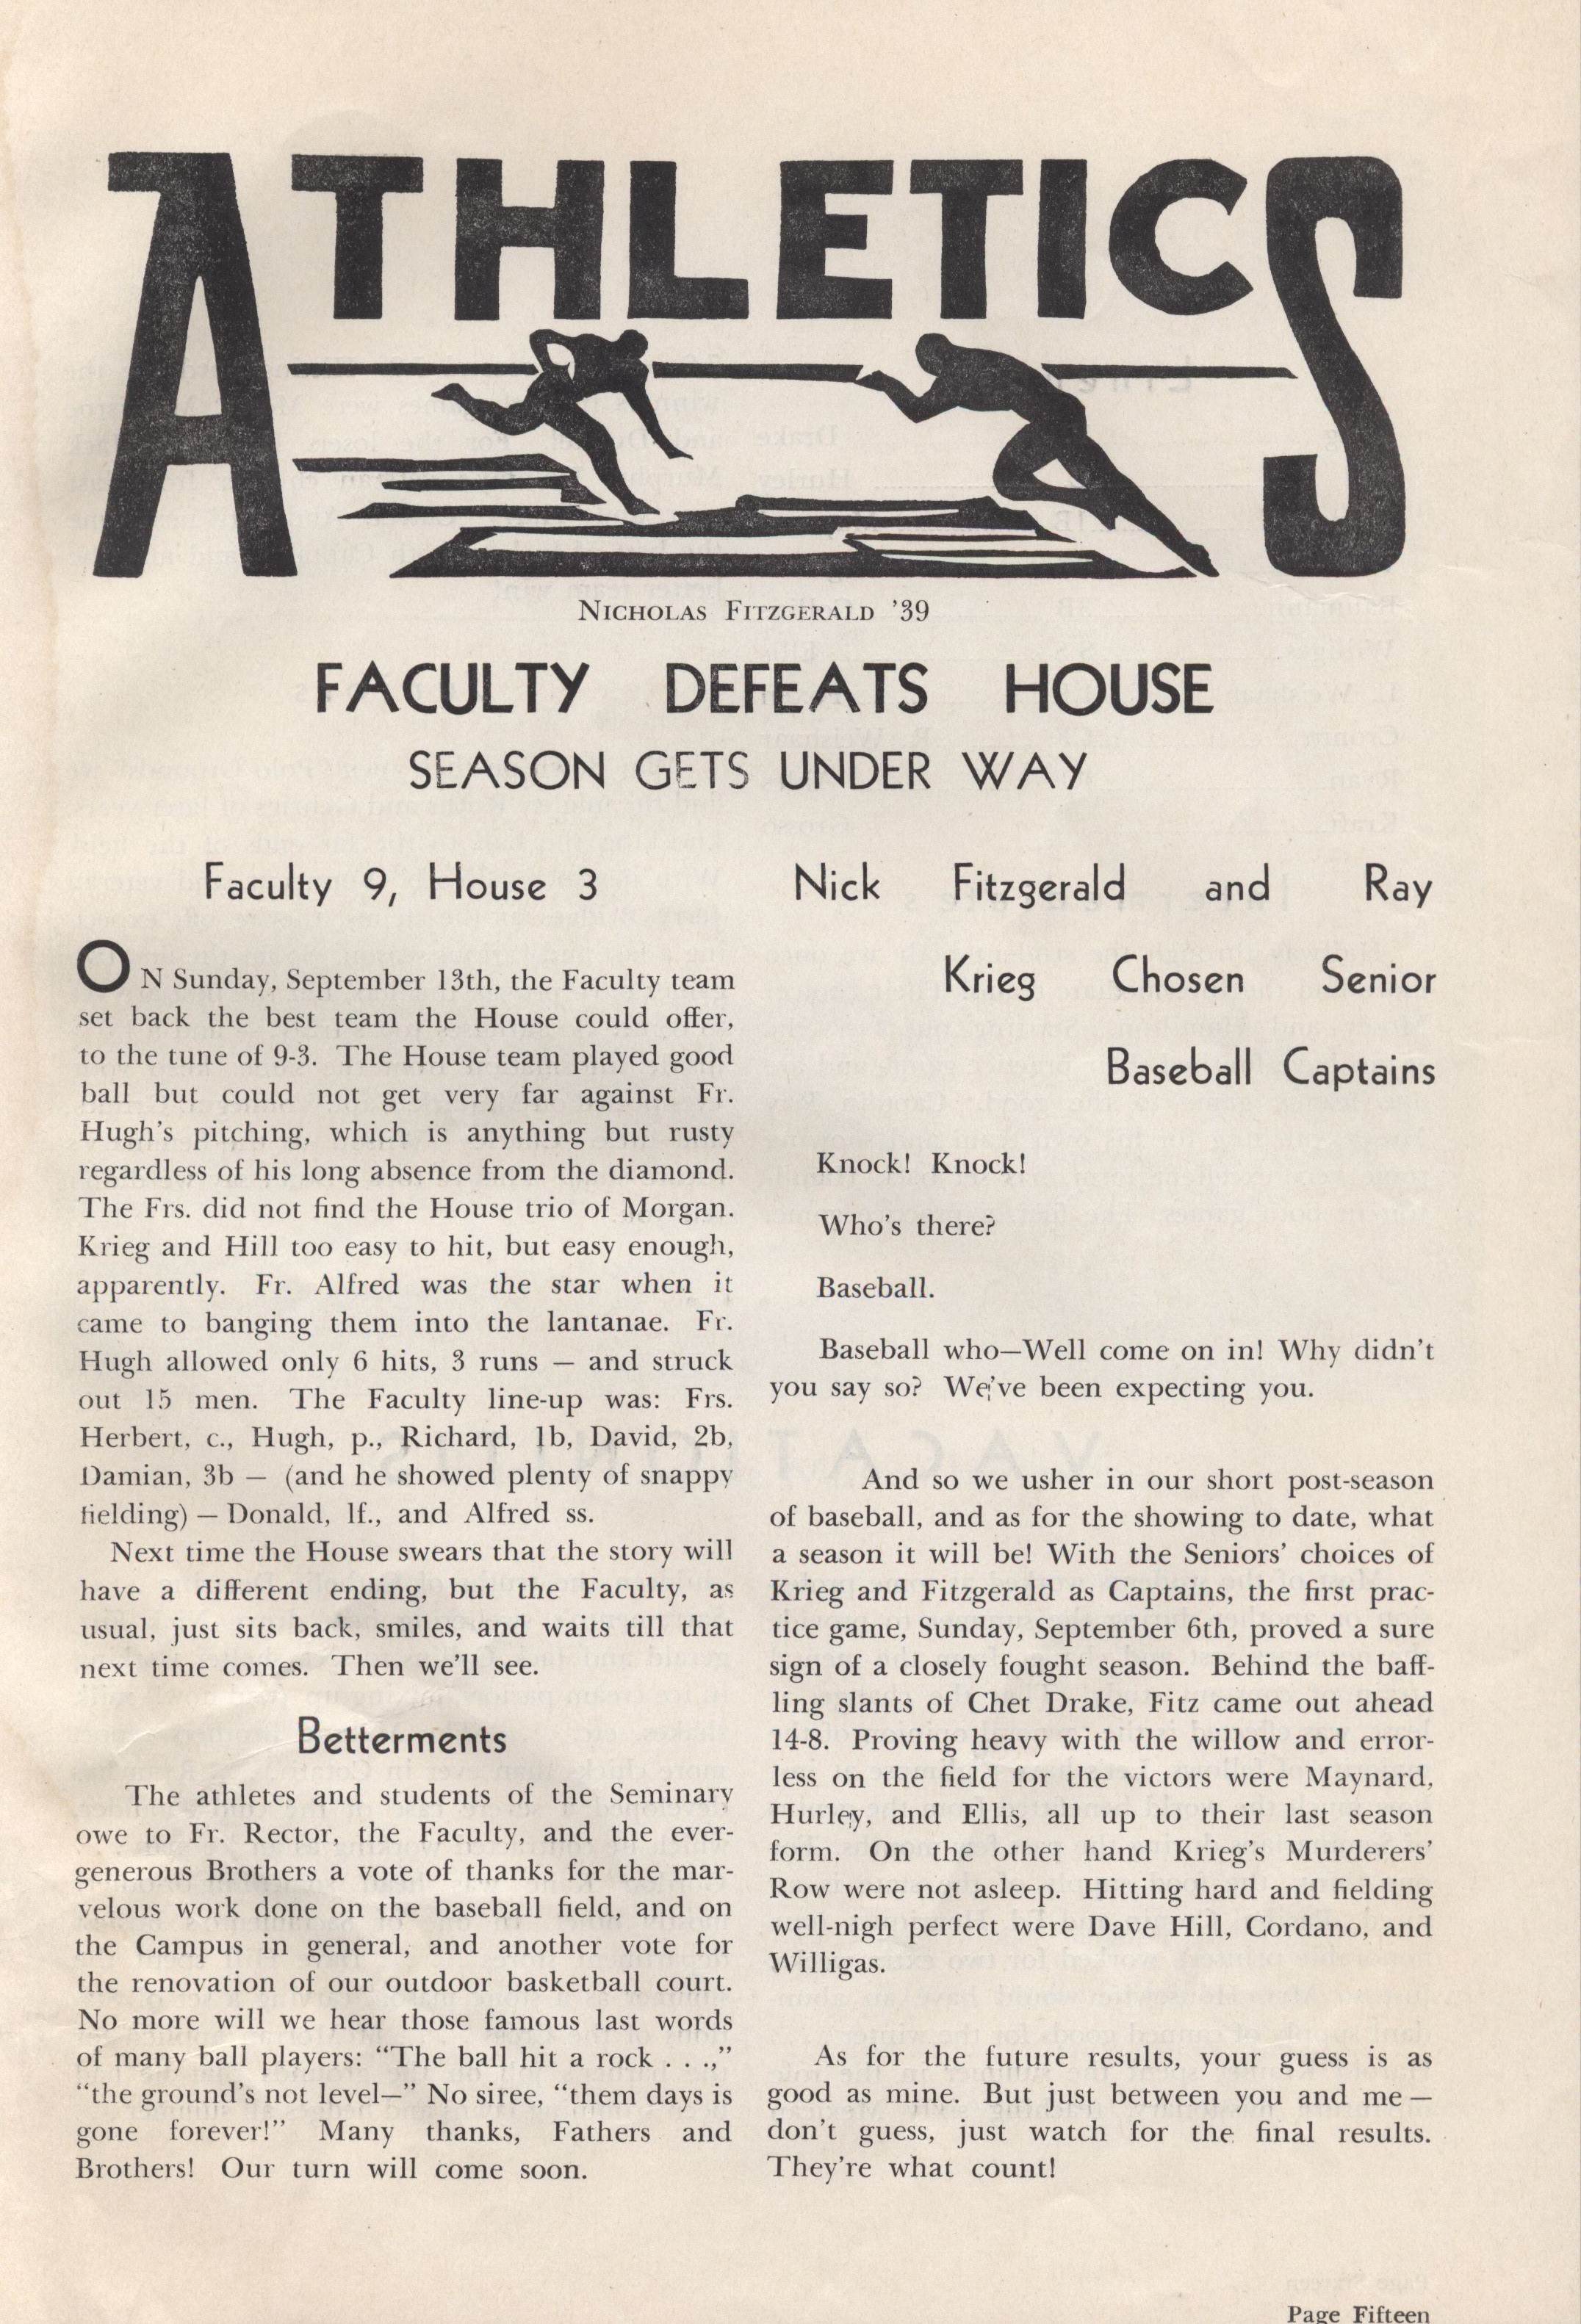 ATHLETICS
NICHOLAS FITZGERALD '39
FACULTY DEFEATS HOUSE
SEASON GETS UNDER WAY
Faculty 9, House 3
ON Sunday, September 13th, the Faculty team
set back the best team the House could offer,
to the tune of 9-3. The House team played good
ball but could not get very far against Fr.
Hugh's pitching, which is anything but rusty
regardless of his long absence from the diamond.
The Frs. did not find the House trio of Morgan.
Krieg and Hill too easy to hit, but easy enough,
apparently. Fr. Alfred was the star when it
came to banging them into the lantanae. Fr.
Hugh allowed only 6 hits, 3 runs — and struck
out 15 men. The Faculty line-up was: Frs.
Herbert, c., Hugh, p., Richard, 1b, David, 2b,
Damian, 3b — (and he showed plenty of snappy
fielding) — Donald, lf., and Alfred ss.
Next time the House swears that the story will
have a different ending, but the Faculty, as
usual, just sits back, smiles, and waits till that
next time comes. Then we'll see.
Betterments
The athletes and students of the Seminary
owe to Fr. Rector, the Faculty, and the ever-
generous Brothers a vote of thanks for the mar-
velous work done on the baseball field, and on
the Campus in general, and another vote for
the renovation of our outdoor basketball court.
No more will we hear those famous last words
of many ball players: "The ball hit a rock . . .,"
"the ground's not level—" No siree, "them days is
gone forever!" Many thanks, Fathers and
Brothers! Our turn will come soon.
Nick Fitzgerald and Ray
Krieg Chosen Senior
Baseball Captains
Knock! Knock!
Who's there?
Baseball.
Baseball who—Well come on in! Why didn't
you say so? We've been expecting you.
And so we usher in our short post-season
of baseball, and as for the showing to date, what
a season it will be! With the Seniors' choices of
Krieg and Fitzgerald as Captains, the first prac-
tice game, Sunday, September 6th, proved a sure
sign of a closely fought season. Behind the baff-
ling slants of Chet Drake, Fitz came out ahead
14-8. Proving heavy with the willow and error-
less on the field for the victors were Maynard,
Hurley, and Ellis, all up to their last season
form. On the other hand Krieg's Murderers'
Row were not asleep. Hitting hard and fielding
well-nigh perfect were Dave Hill, Cordano, and
Willigas.
As for the future results, your guess is as
good as mine. But just between you and me —
don't guess, just watch for the final results.
They're what count!
Page Fifteen